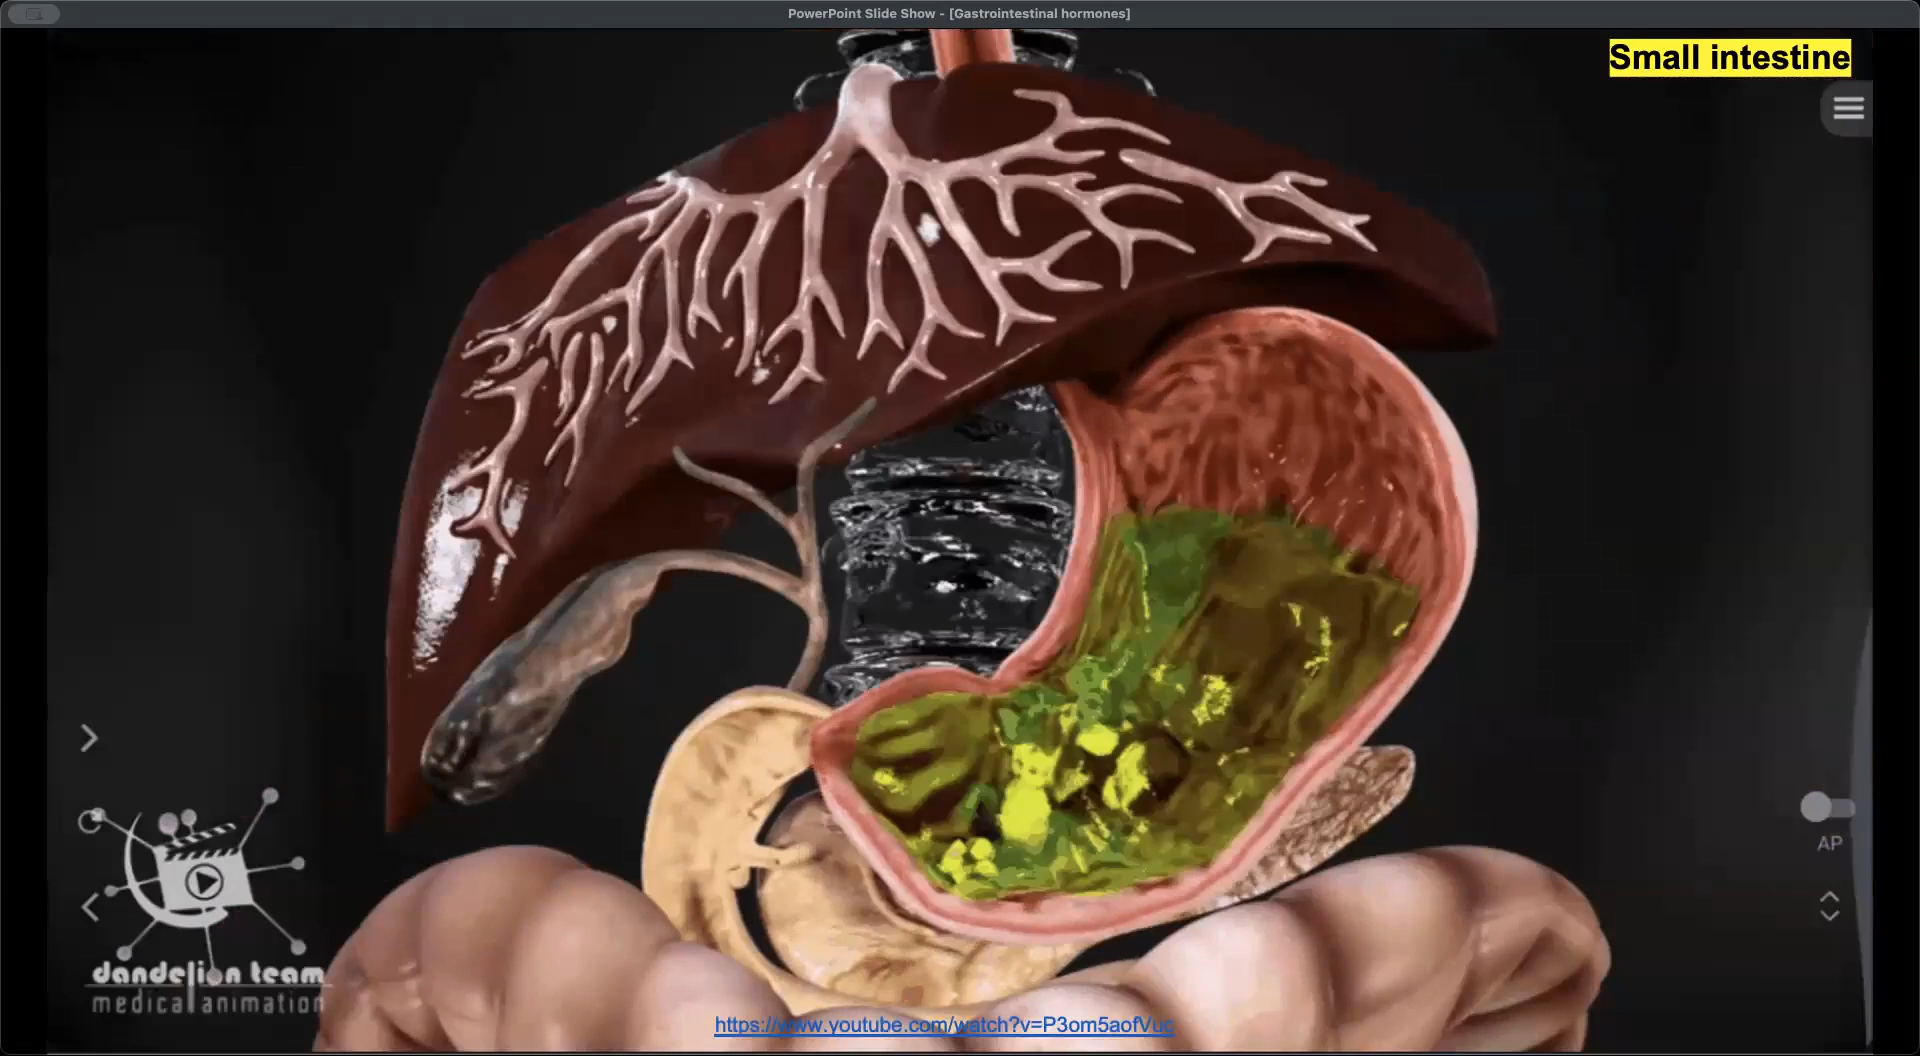 PowerPoint Slide Show - [Gastrointestinal hormones]
Small intestine
AP
dandelion team
medical animation
https://www.youtube.com/watch?v=P3om5aofVuc